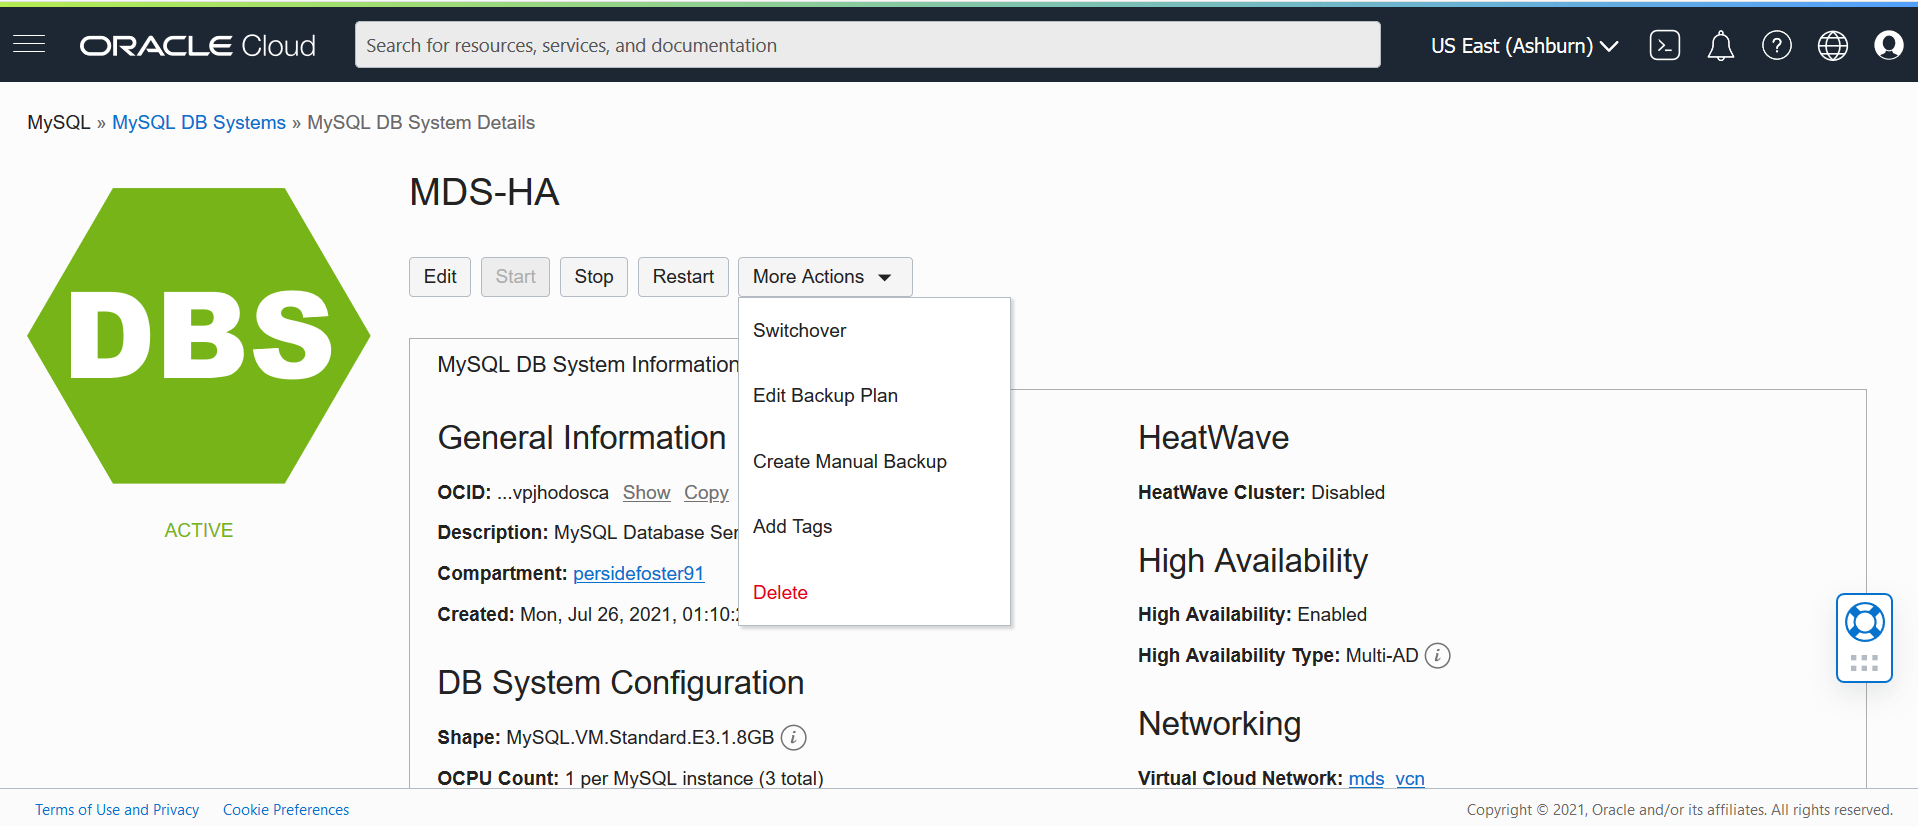 ORACLE Cloud
Search for resources, services, and documentation
US East (Ashburn)
MySQL » MySQL DB Systems » MySQL DB System Details
DBS
ACTIVE
MDS-HA
Edit
Start
Stop
Restart
More Actions
Switchover
Edit Backup Plan
Create Manual Backup
Add Tags
Delete
MySQL DB System Information
General Information
OCID: ...vpjhodosca Show Copy
Description: MySQL Database Ser
Compartment: persidefoster91
Created: Mon, Jul 26, 2021, 01:10:
DB System Configuration
Shape: MySQL.VM.Standard.E3.1.8GB
OCPU Count: 1 per MySQL instance (3 total)
HeatWave
HeatWave Cluster: Disabled
High Availability
High Availability: Enabled
High Availability Type: Multi-AD
Networking
Virtual Cloud Network: mds vcn
Terms of Use and Privacy
Cookie Preferences
Copyright © 2021, Oracle and/or its affiliates. All rights reserved.